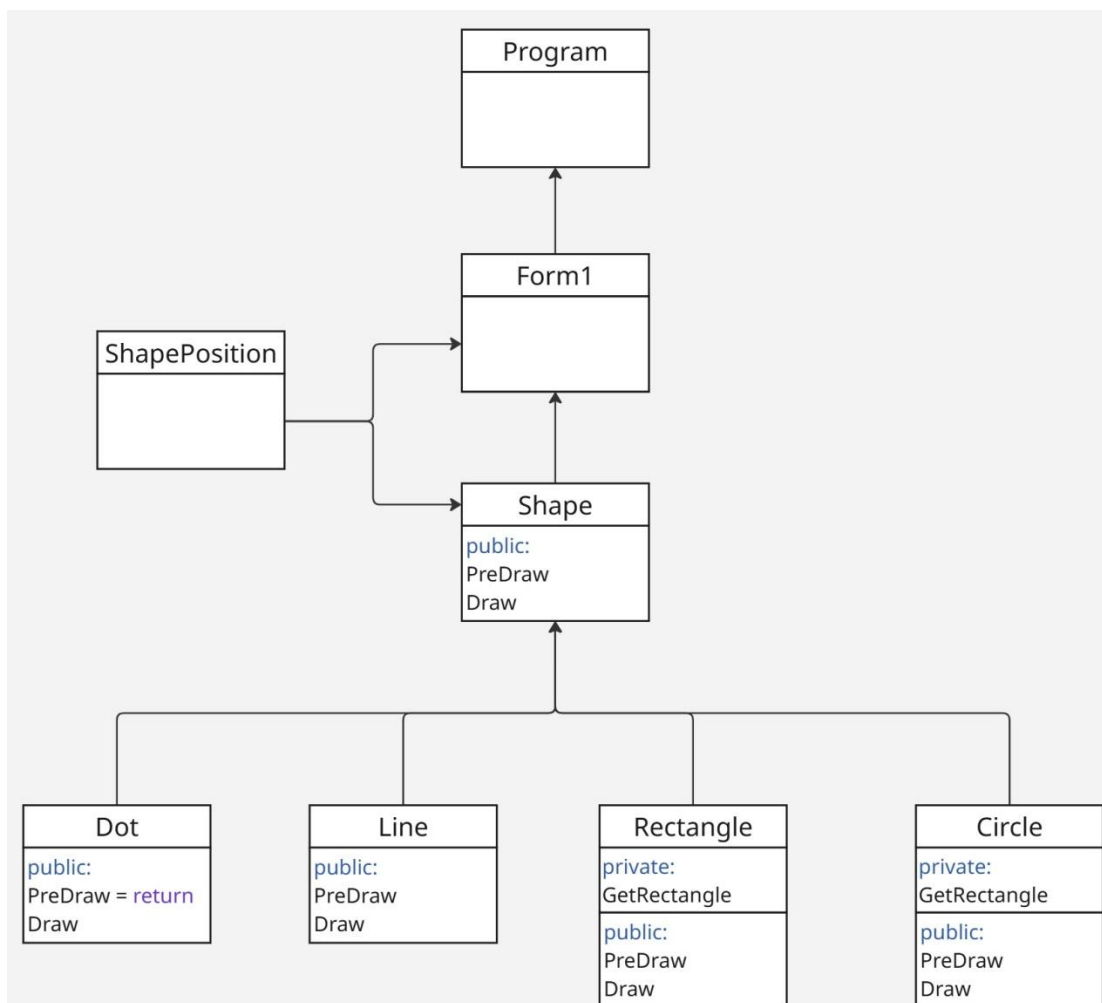 Program
Form1
ShapePosition
Shape
public:
PreDraw
Draw
Dot
public:
PreDraw = return
Draw
Line
public:
PreDraw
Draw
Rectangle
private:
GetRectangle
public:
PreDraw
Draw
Circle
private:
GetRectangle
public:
PreDraw
Draw